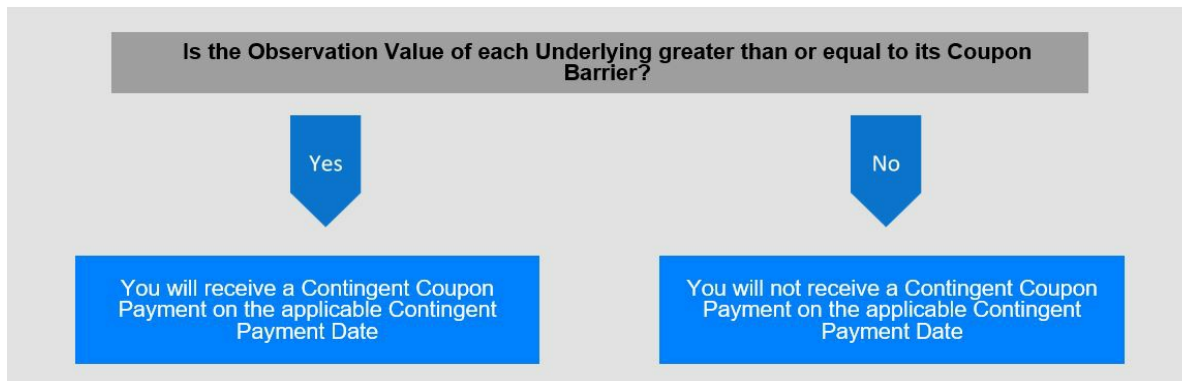 Is the Observation Value of each Underlying greater than or equal to its Coupon
Barrier?
Yes
No
You will receive a Contingent Coupon
Payment on the applicable Contingent
Payment Date
You will not receive a Contingent Coupon
Payment on the applicable Contingent
Payment Date